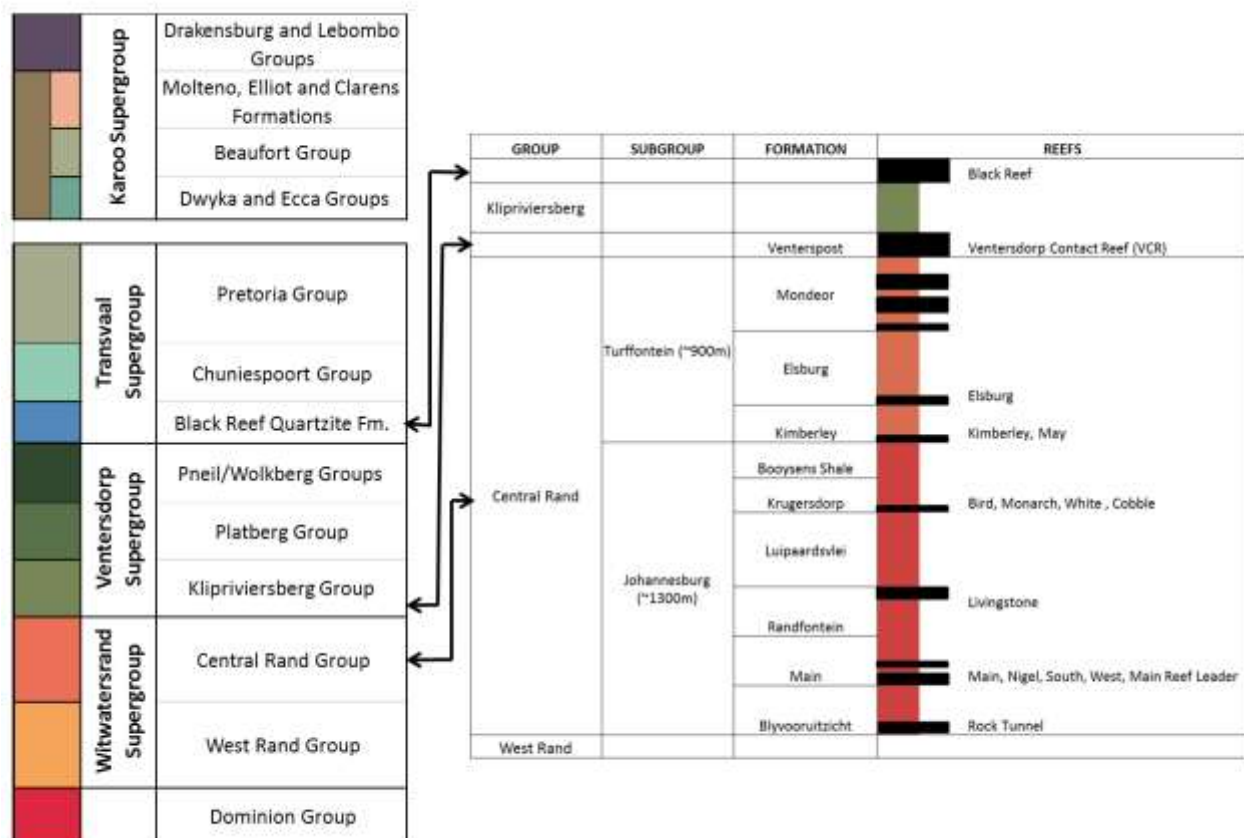 Karoo Supergroup
Drakensburg and Lebombo
Groups
Molteno, Elliot and Clarens
Formations
Beaufort Group
Dwyka and Ecca Groups
Transvaal
Supergroup
Pretoria Group
Chuniespoort Group
Black Reef Quartzite Fm.
Ventersdorp
Supergroup
Pneil/Wolkberg Groups
Platberg Group
Klipriviersberg Group
Witwatersrand
Supergroup
Central Rand Group
West Rand Group
Dominion Group
GROUP SUBGROUP FORMATION REEFS
Black Reef
Klipriviersberg
Venterspost Ventersdorp Contact Reef (VCR)
Mondeor
Turffontein (~900m)
Elsburg
Elsburg
Kimberley Kimberley, May
Booysens Shale
Central Rand
Krugersdorp Bird, Monarch, White , Cobble
Luipaardsvlei
Johannesburg
(~1300m)
Livingstone
Randfontein
Main Main, Nigel, South, West, Main Reef Leader
Blyvooruitzicht Rock Tunnel
West Rand